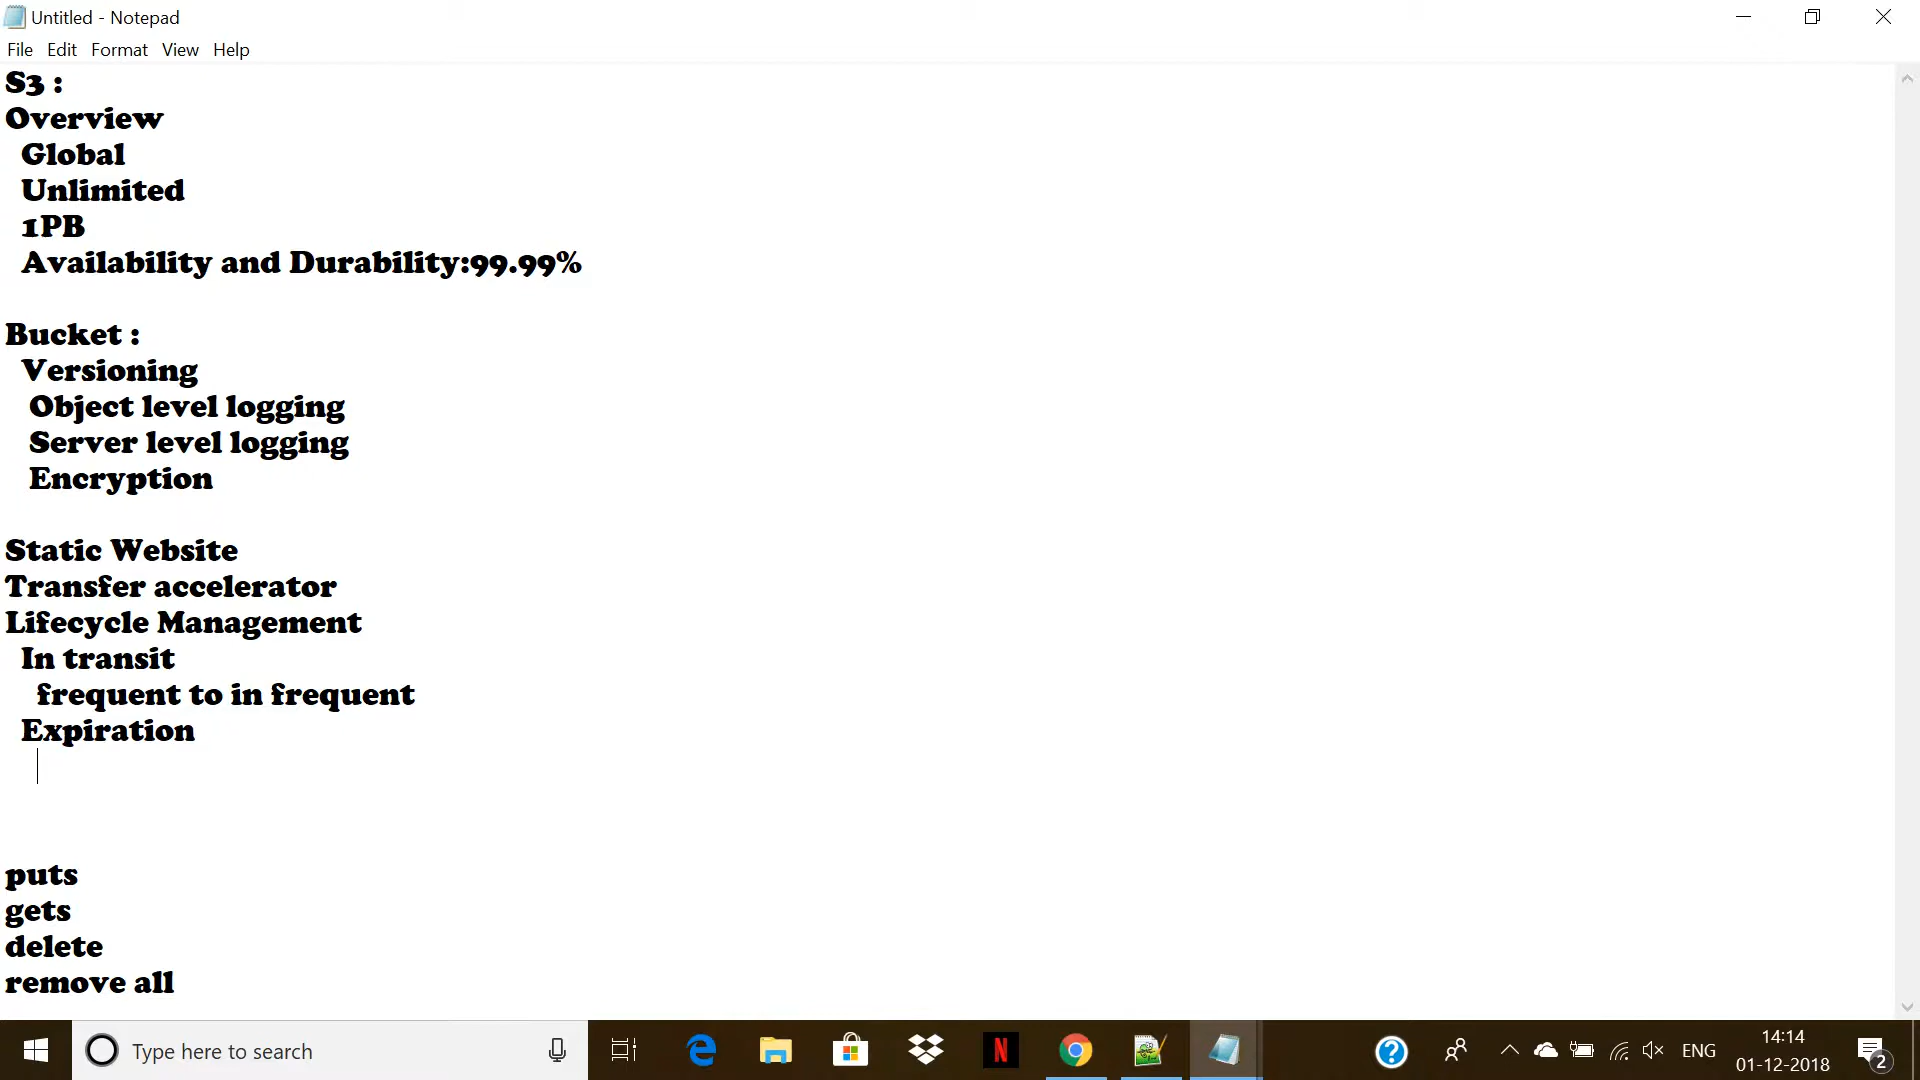 Untitled - Notepad
File Edit Format View Help
S3 :
Overview
Global
Unlimited
1PB
Availability and Durability:99.99%
Bucket :
Versioning
Object level logging
Server level logging
Encryption
Static Website
Transfer accelerator
Lifecycle Management
In transit
frequent to in frequent
Expiration
puts
gets
delete
remove all
Type here to search
ENG
14:14
01-12-2018
2